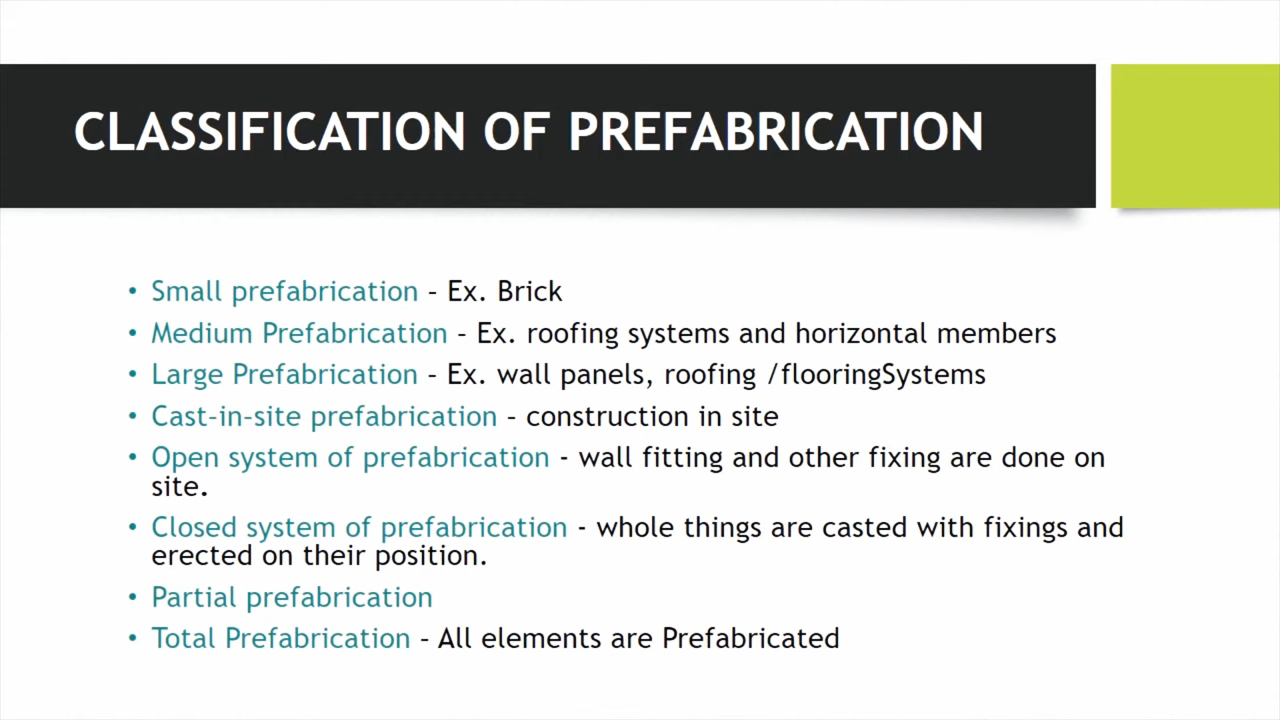 CLASSIFICATION OF PREFABRICATION
• Small prefabrication – Ex. Brick
• Medium Prefabrication – Ex. roofing systems and horizontal members
• Large Prefabrication – Ex. wall panels, roofing /flooringSystems
• Cast-in-site prefabrication – construction in site
• Open system of prefabrication - wall fitting and other fixing are done on
site.
• Closed system of prefabrication - whole things are casted with fixings and
erected on their position.
• Partial prefabrication
• Total Prefabrication – All elements are Prefabricated